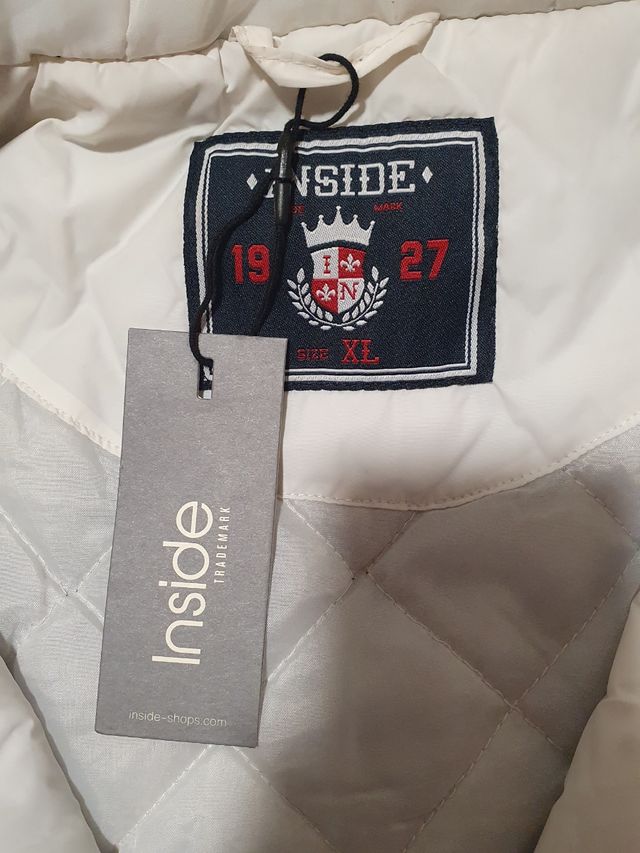 INSIDE
MARK
19 27
I
N
SIZE XL
Inside
TRADEMARK
inside-shops.com